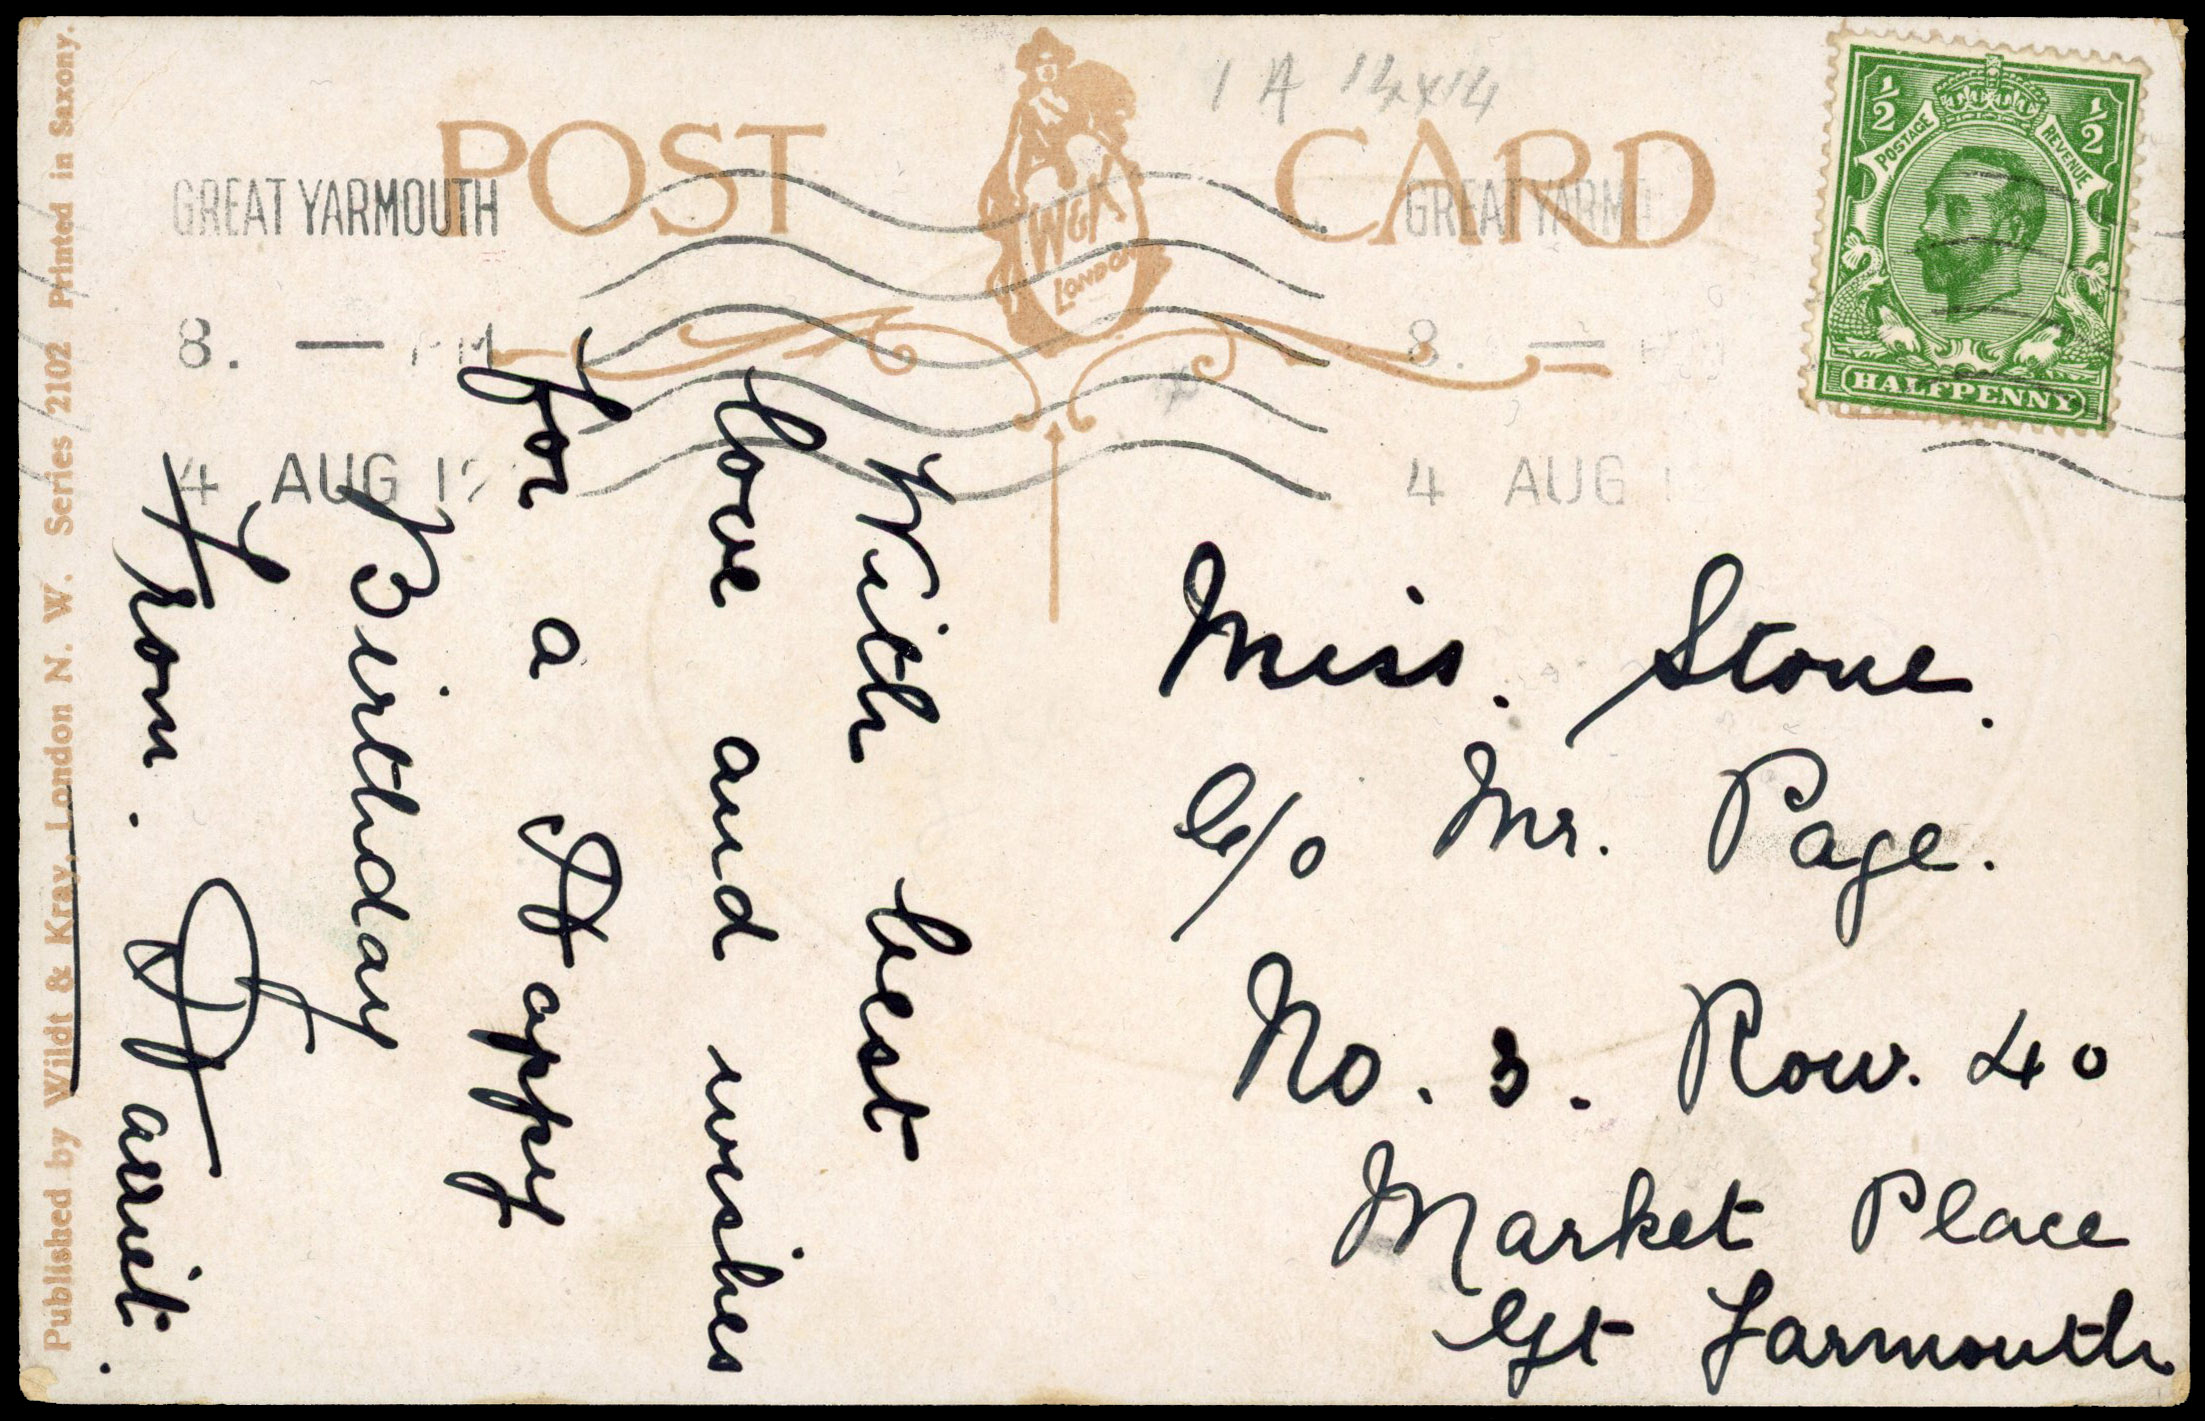 POST CARD
W&K
LONDON
1A 14x14
GREAT YARMOUTH
8. — PM
4 AUG 12
GREAT YARM
8. —
4 AUG 1
½ ½
POSTAGE REVENUE
HALFPENNY
With best
love and wishes
for a Happy
Birthday
From. Harriet.
Miss. Stone.
C/o Mr. Page.
No. 3. Row. 40
Market Place
Gt Yarmouth
Published by Wildt & Kray, London N. W. Series 2102 Printed in Saxony.